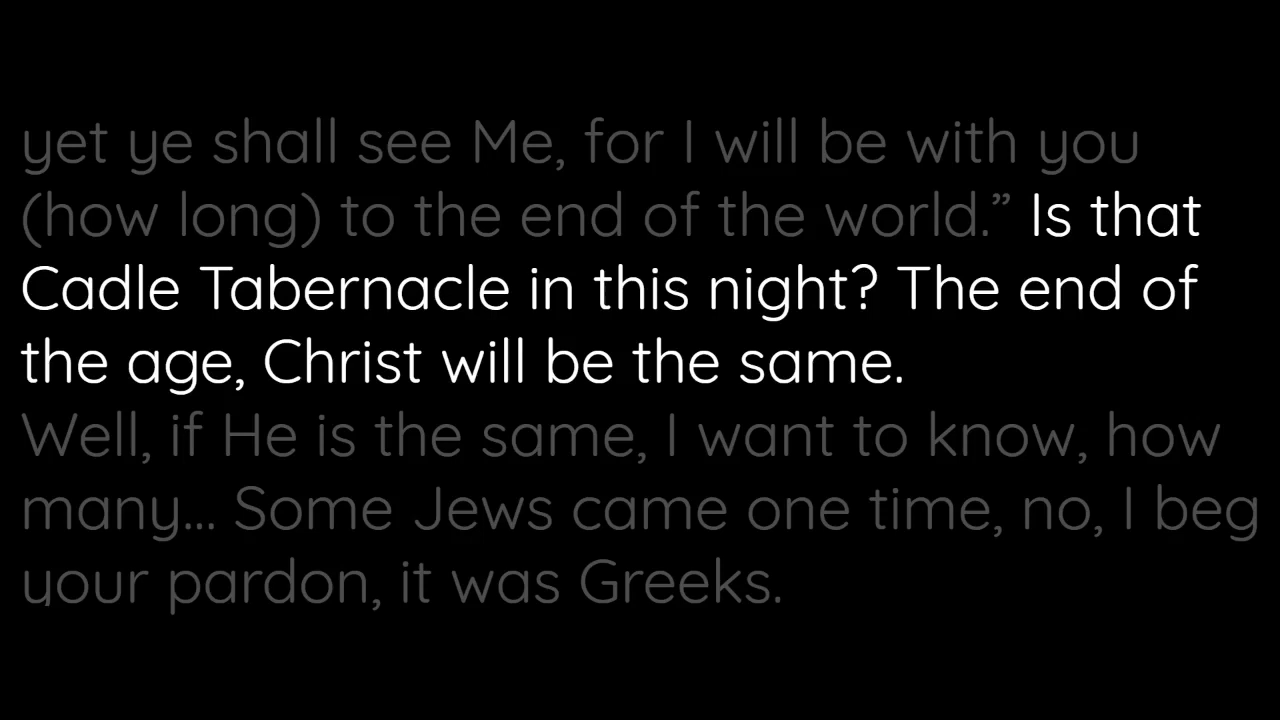 yet ye shall see Me, for I will be with you
(how long) to the end of the world.” Is that
Cadle Tabernacle in this night? The end of
the age, Christ will be the same.
Well, if He is the same, I want to know, how
many... Some Jews came one time, no, I beg
your pardon, it was Greeks.